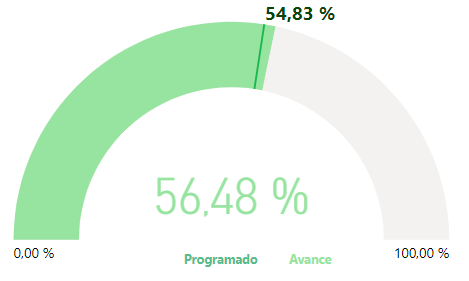 54,83 %
56,48 %
0,00 %
100,00 %
Programado Avance